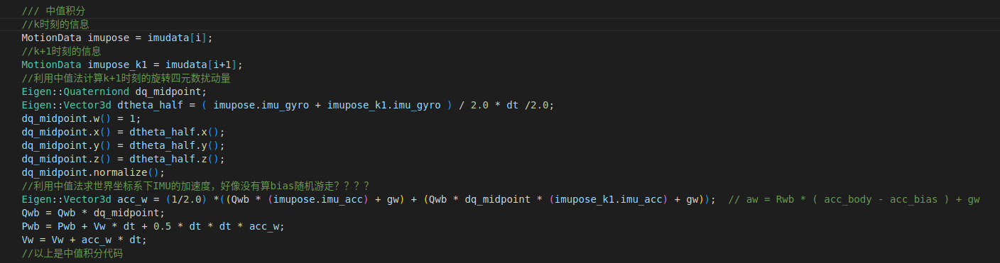 /// 中值积分
//k时刻的信息
MotionData imupose = imudata[i];
//k+1时刻的信息
MotionData imupose_k1 = imudata[i+1];
//利用中值法计算k+1时刻的旋转四元数扰动量
Eigen::Quaterniond dq_midpoint;
Eigen::Vector3d dtheta_half = ( imupose.imu_gyro + imupose_k1.imu_gyro ) / 2.0 * dt /2.0;
dq_midpoint.w() = 1;
dq_midpoint.x() = dtheta_half.x();
dq_midpoint.y() = dtheta_half.y();
dq_midpoint.z() = dtheta_half.z();
dq_midpoint.normalize();
//利用中值法求世界坐标系下IMU的加速度，好像没有算bias随机游走？？？？
Eigen::Vector3d acc_w = (1/2.0) *((Qwb * (imupose.imu_acc) + gw) + (Qwb * dq_midpoint * (imupose_k1.imu_acc) + gw));  // aw = Rwb * ( acc_body - acc_bias ) + gw
Qwb = Qwb * dq_midpoint;
Pwb = Pwb + Vw * dt + 0.5 * dt * dt * acc_w;
Vw = Vw + acc_w * dt;
//以上是中值积分代码